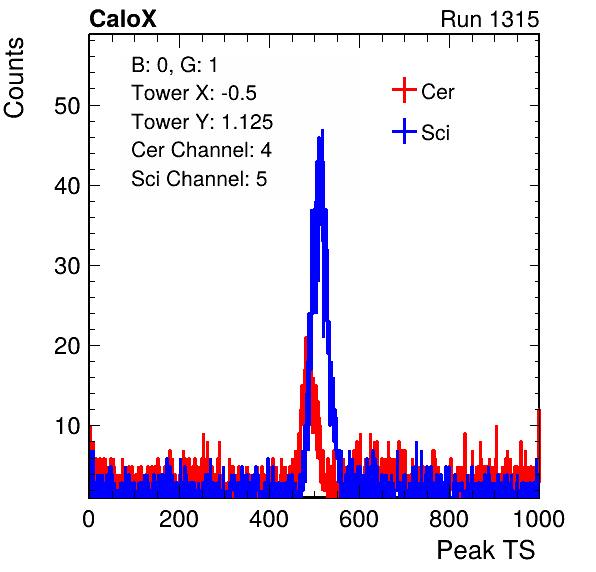 CaloX Run 1315
Counts
B: 0, G: 1
Tower X: -0.5
Tower Y: 1.125
Cer Channel: 4
Sci Channel: 5
Cer
Sci
50
40
30
20
10
0 200 400 600 800 1000
Peak TS